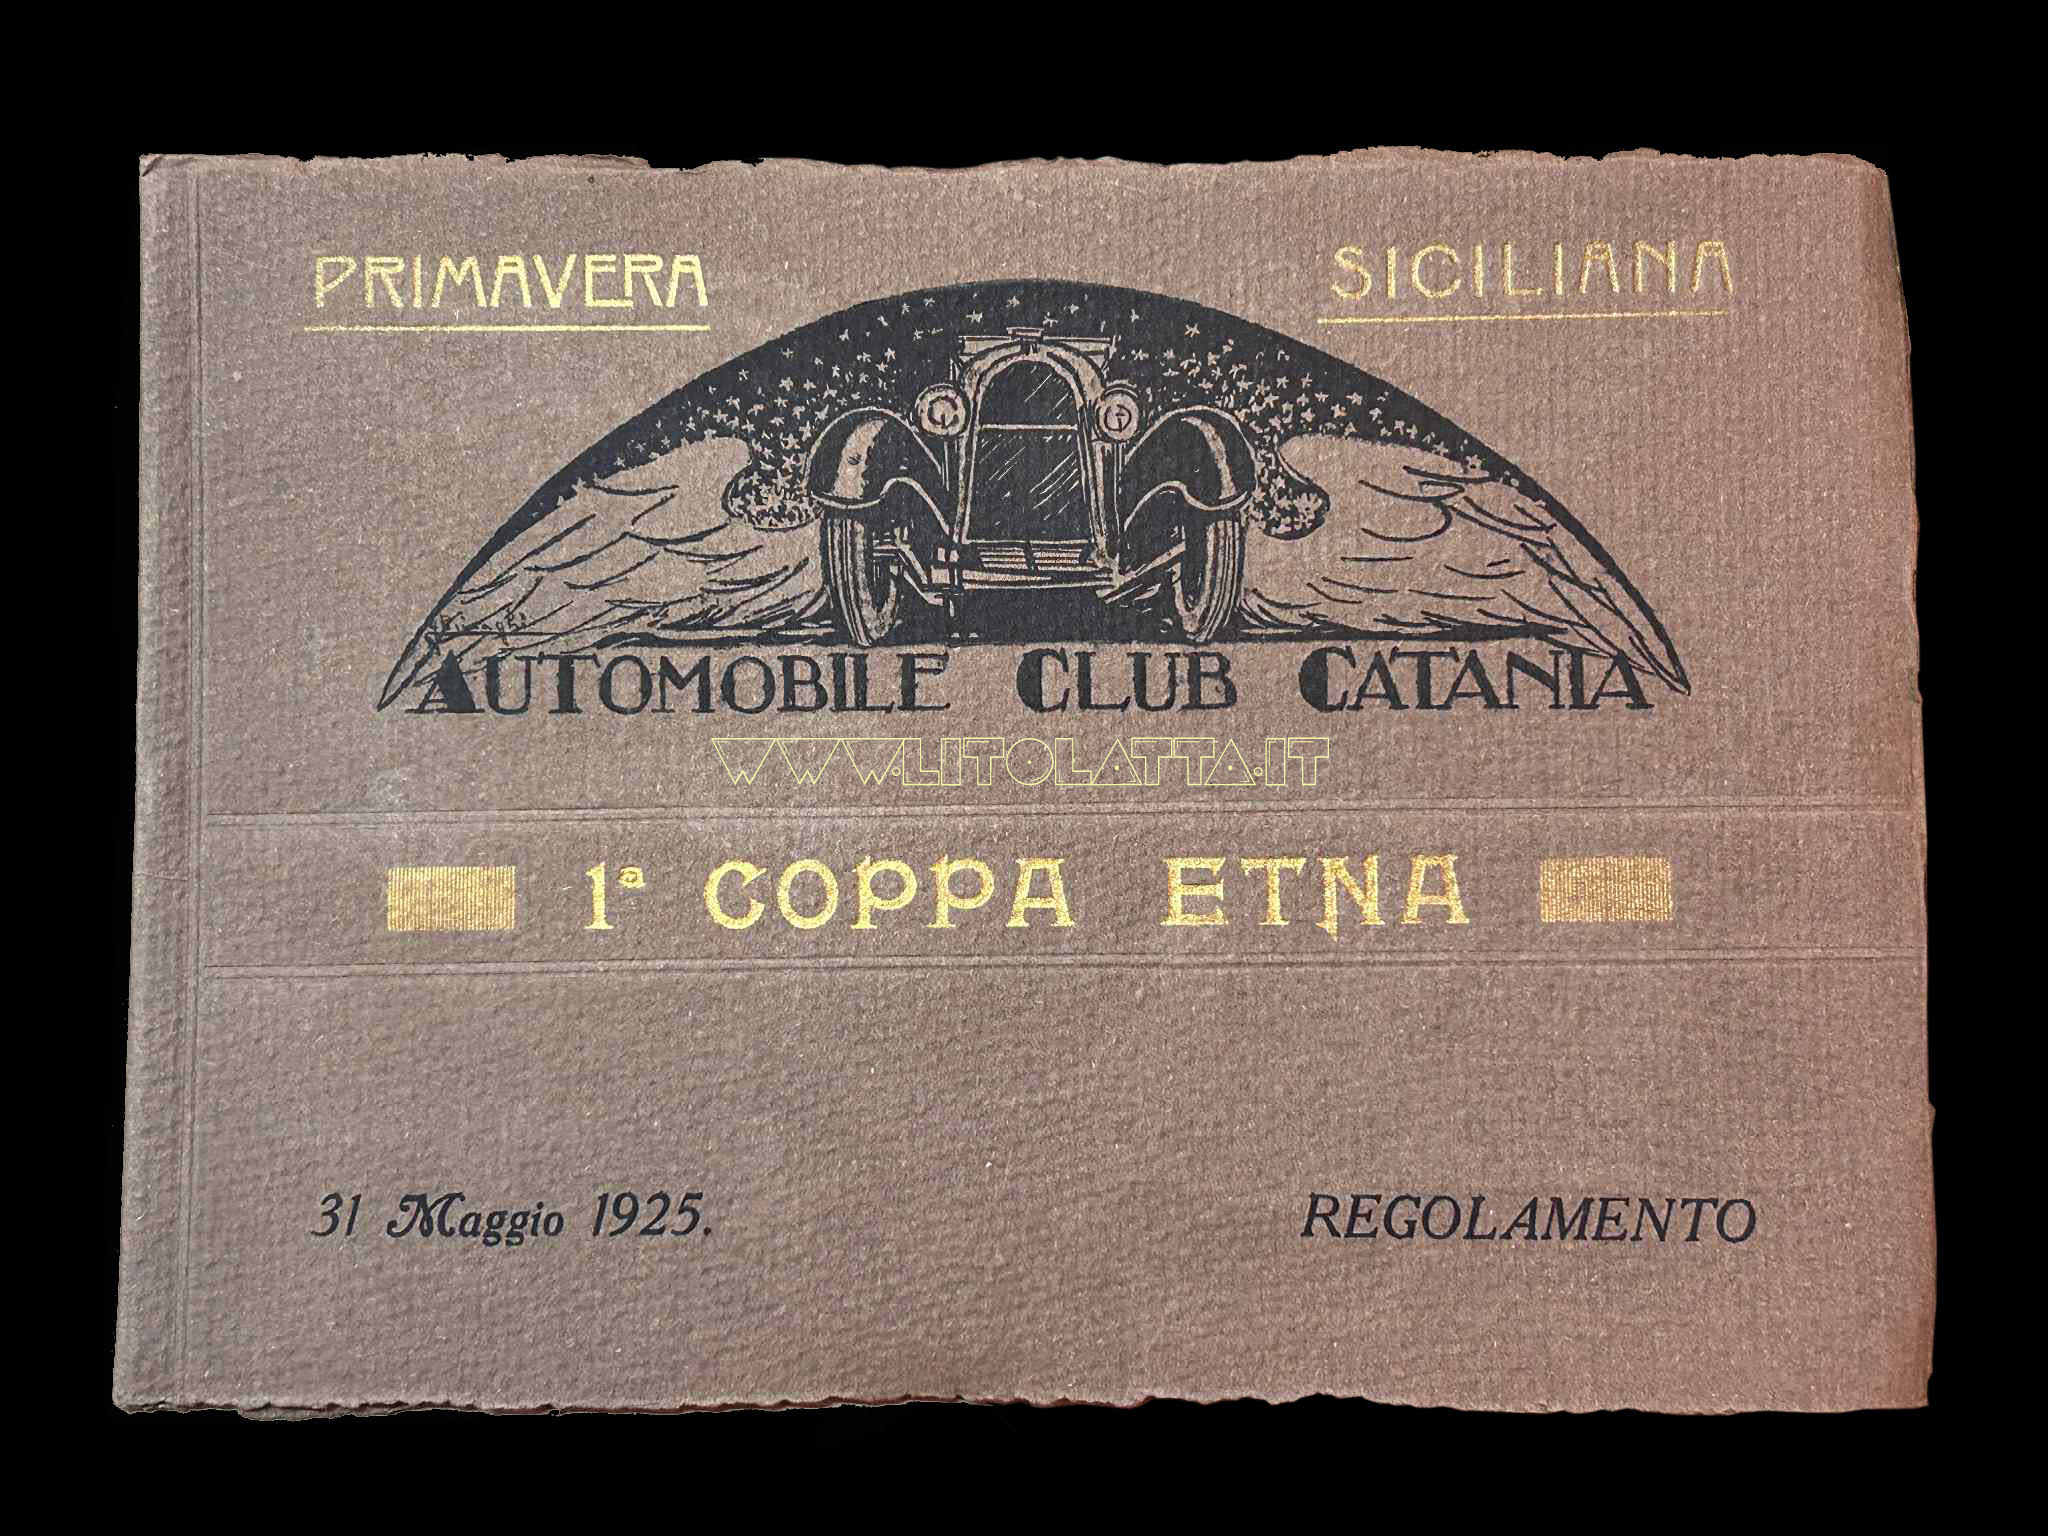 PRIMAVERA SICILIANA
AUTOMOBILE CLUB CATANIA
WWW.LITOLATTA.IT
1ª COPPA ETNA
31 Maggio 1925. REGOLAMENTO